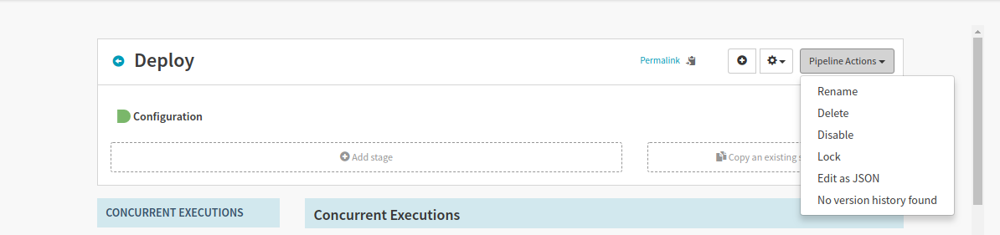 Deploy
Permalink
Pipeline Actions
Rename
Delete
Disable
Lock
Edit as JSON
No version history found
Configuration
Add stage
Copy an existing
CONCURRENT EXECUTIONS
Concurrent Executions